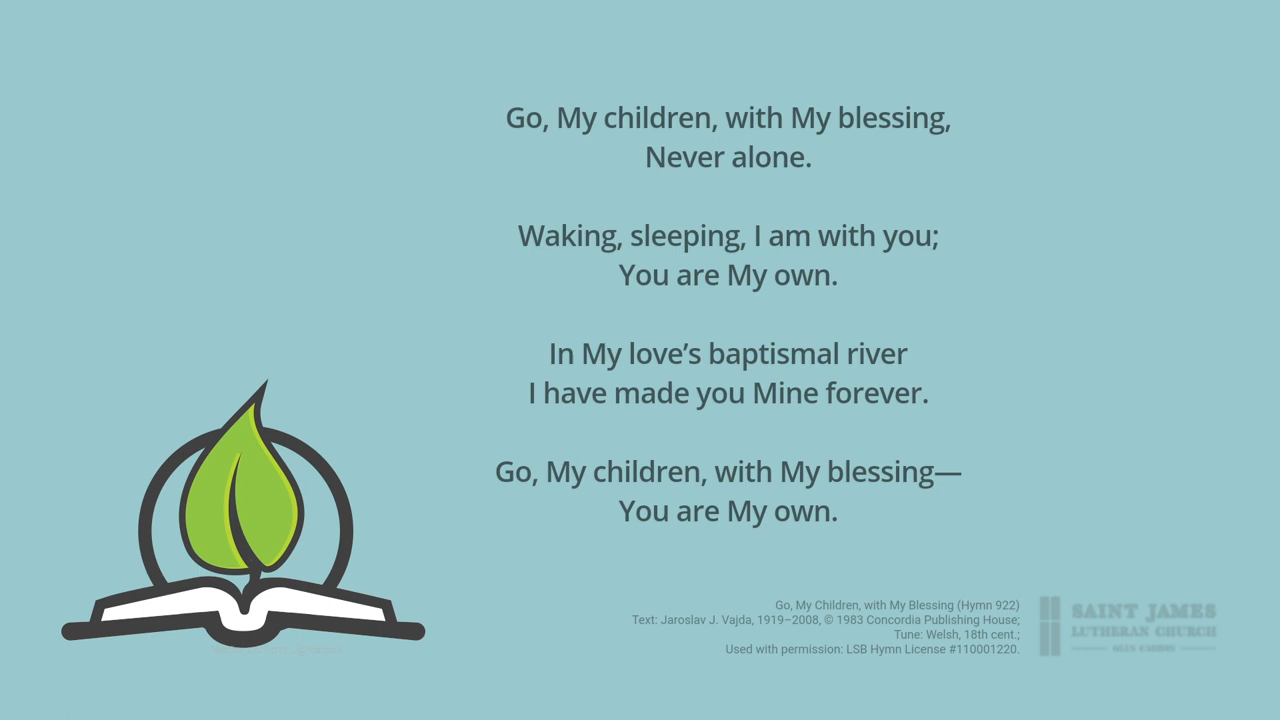 Go, My children, with My blessing,
Never alone.
Waking, sleeping, I am with you;
You are My own.
In My love’s baptismal river
I have made you Mine forever.
Go, My children, with My blessing—
You are My own.
Go, My Children, with My Blessing (Hymn 922)
Text: Jaroslav J. Vajda, 1919–2008, © 1983 Concordia Publishing House;
Tune: Welsh, 18th cent.;
Used with permission: LSB Hymn License #110001220.
SAINT JAMES
LUTHERAN CHURCH